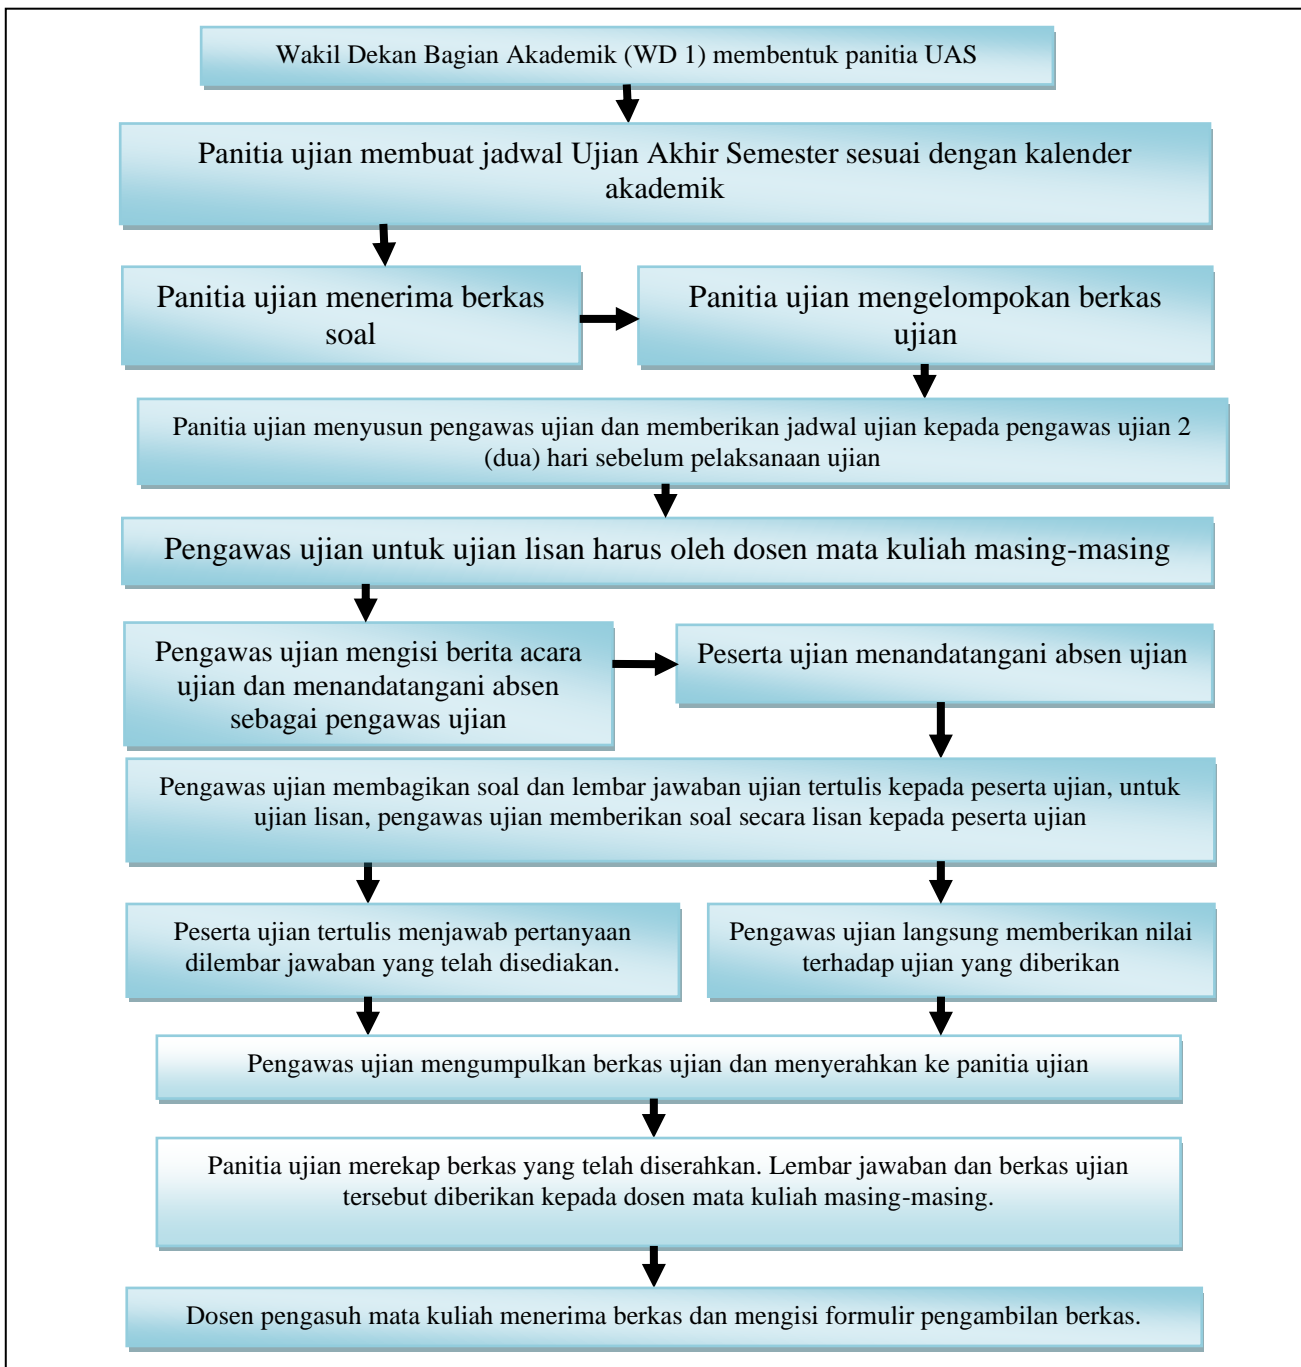 Wakil Dekan Bagian Akademik (WD 1) membentuk panitia UAS
Panitia ujian membuat jadwal Ujian Akhir Semester sesuai dengan kalender
akademik
Panitia ujian menerima berkas
soal
Panitia ujian mengelompokan berkas
ujian
Panitia ujian menyusun pengawas ujian dan memberikan jadwal ujian kepada pengawas ujian 2
(dua) hari sebelum pelaksanaan ujian
Pengawas ujian untuk ujian lisan harus oleh dosen mata kuliah masing-masing
Pengawas ujian mengisi berita acara
ujian dan menandatangani absen
sebagai pengawas ujian
Peserta ujian menandatangani absen ujian
Pengawas ujian membagikan soal dan lembar jawaban ujian tertulis kepada peserta ujian, untuk
ujian lisan, pengawas ujian memberikan soal secara lisan kepada peserta ujian
Peserta ujian tertulis menjawab pertanyaan
dilembar jawaban yang telah disediakan.
Pengawas ujian langsung memberikan nilai
terhadap ujian yang diberikan
Pengawas ujian mengumpulkan berkas ujian dan menyerahkan ke panitia ujian
Panitia ujian merekap berkas yang telah diserahkan. Lembar jawaban dan berkas ujian
tersebut diberikan kepada dosen mata kuliah masing-masing.
Dosen pengasuh mata kuliah menerima berkas dan mengisi formulir pengambilan berkas.